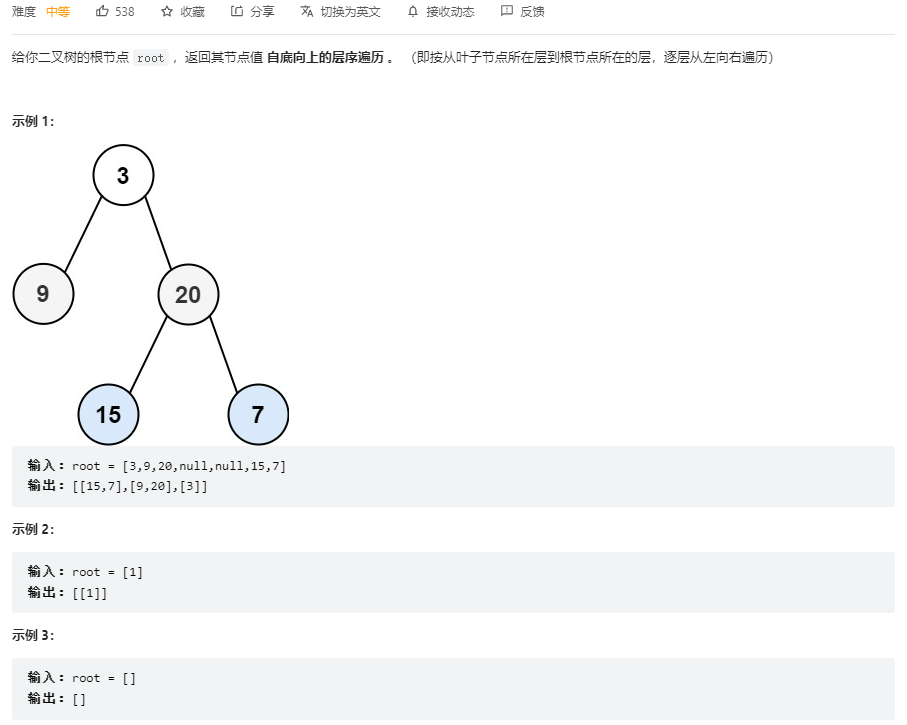 难度 中等 538 收藏 分享 切换为英文 接收动态 反馈
给你二叉树的根节点 root ，返回其节点值 自底向上的层序遍历 。 （即按从叶子节点所在层到根节点所在的层，逐层从左向右遍历）
示例 1：
3
9
20
15
7
输入：root = [3,9,20,null,null,15,7]
输出：[[15,7],[9,20],[3]]
示例 2：
输入：root = [1]
输出：[[1]]
示例 3：
输入：root = []
输出：[]